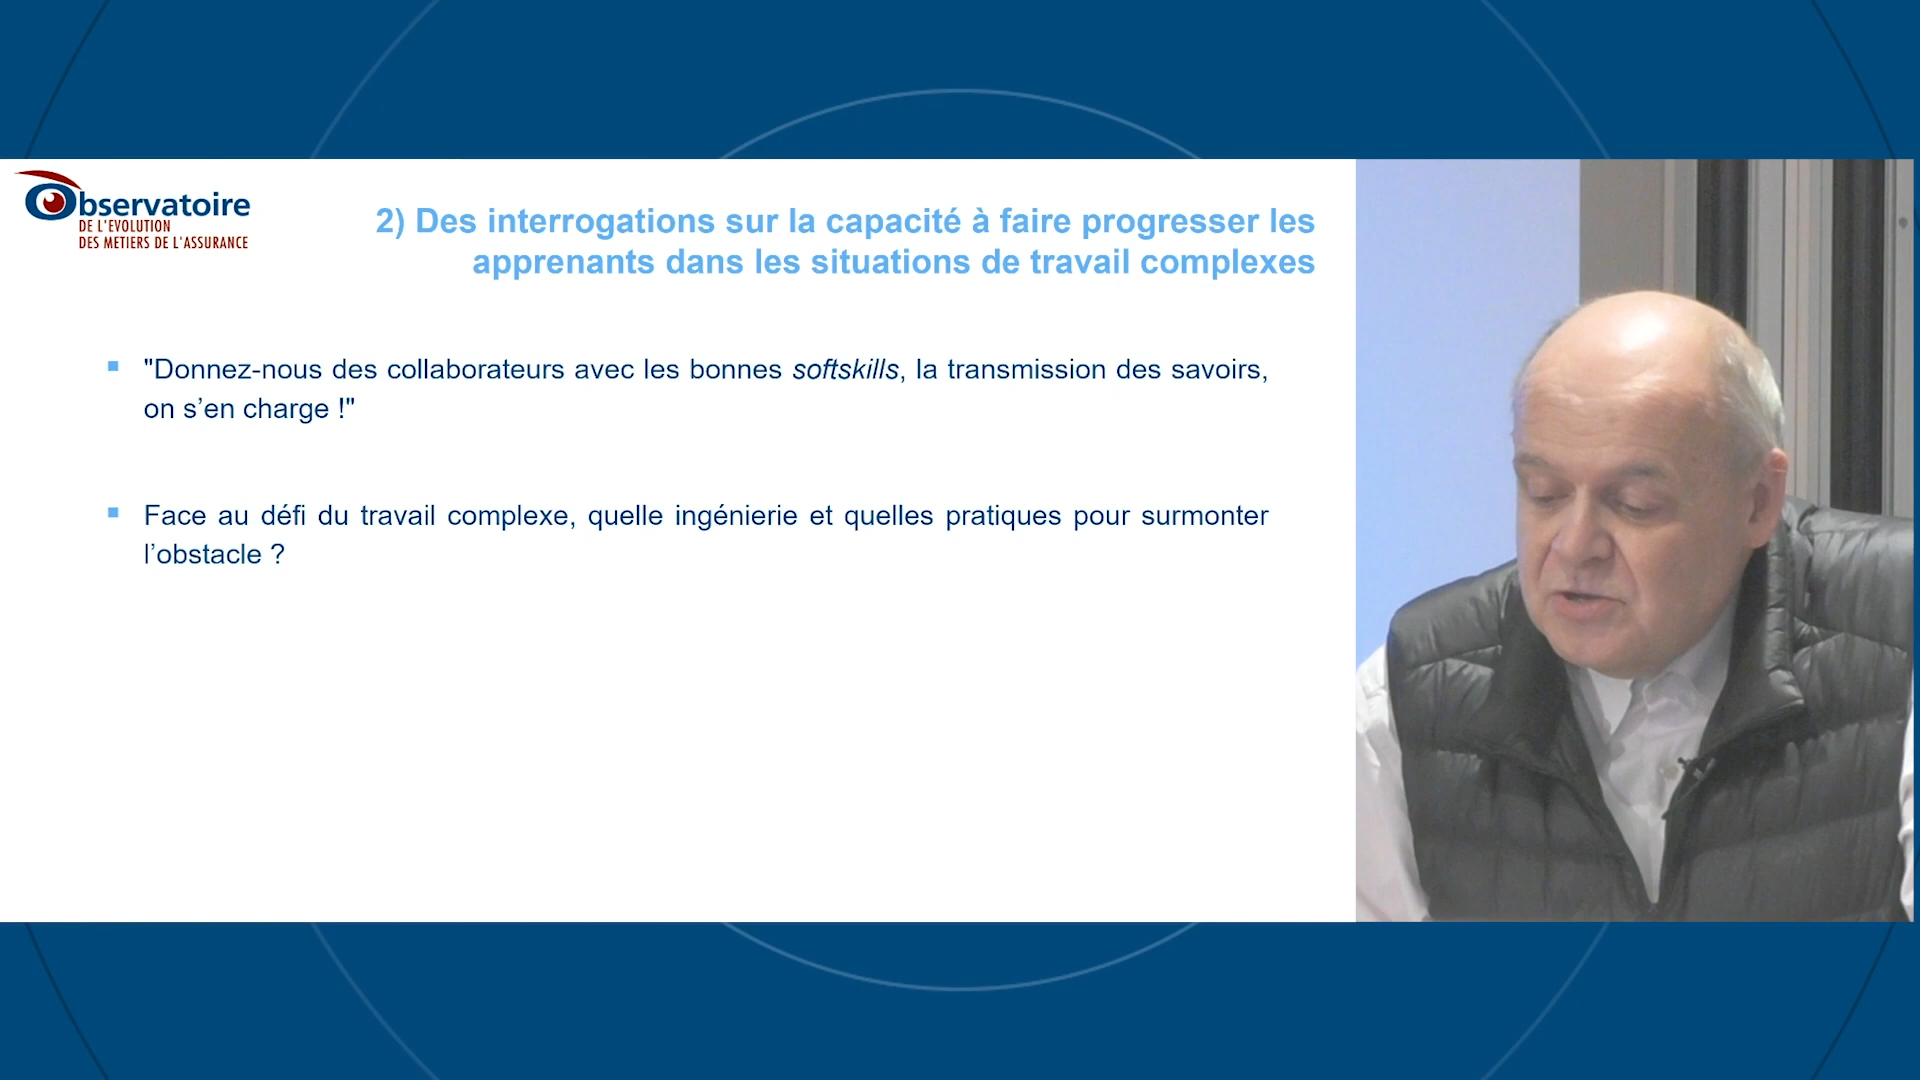 Observatoire
DE L'EVOLUTION
DES METIERS DE L'ASSURANCE
2) Des interrogations sur la capacité à faire progresser les
apprenants dans les situations de travail complexes
"Donnez-nous des collaborateurs avec les bonnes softskills, la transmission des savoirs,
on s’en charge !"
Face au défi du travail complexe, quelle ingénierie et quelles pratiques pour surmonter
l’obstacle ?